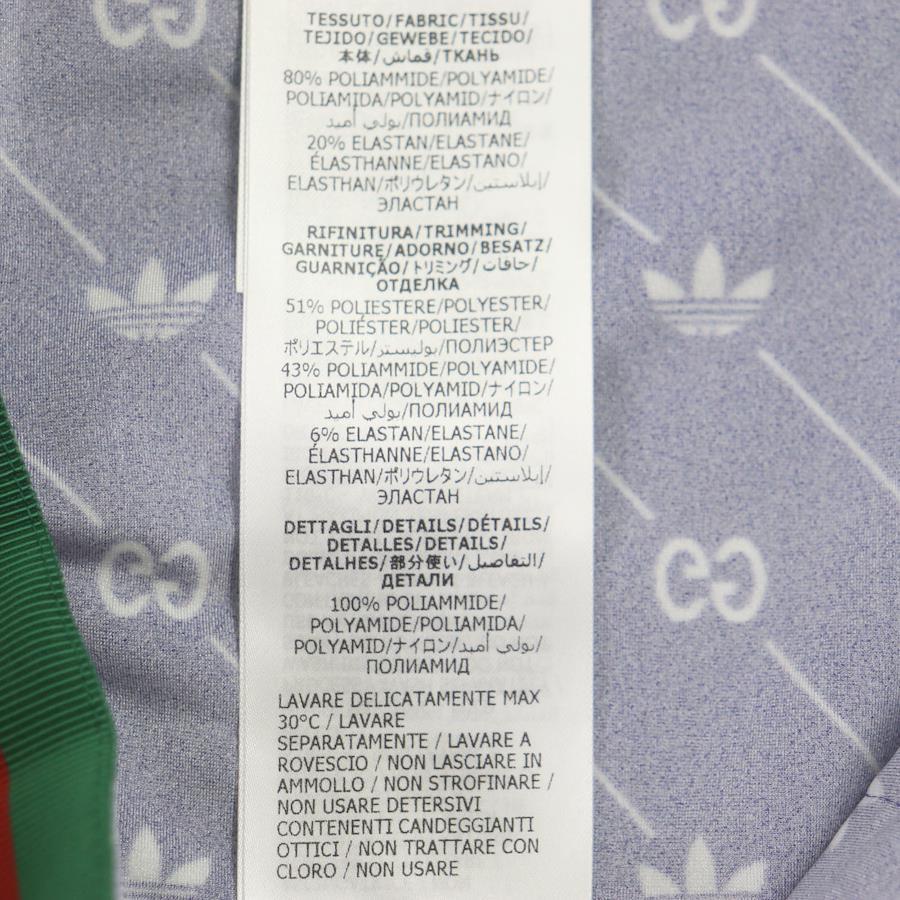 TESSUTO/FABRIC/TISSU/
TEJIDO/GEWEBE/TECIDO/
本体/قماش/ТКАНЬ
80% POLIAMMIDE/POLYAMIDE/
POLIAMIDA/POLYAMID/ナイロン/
بولي أميد/ПОЛИАМИД
20% ELASTAN/ELASTANE/
ÉLASTHANNE/ELASTANO/
ELASTHAN/ポリウレタン/إيلاستين/
ЭЛАСТАН
RIFINITURA/TRIMMING/
GARNITURE/ADORNO/BESATZ/
GUARNIÇÃO/トリミング/حافات/
ОТДЕЛКА
51% POLIESTERE/POLYESTER/
POLIÉSTER/POLIESTER/
ポリエステル/بوليستر/ПОЛИЭСТЕР
43% POLIAMMIDE/POLYAMIDE/
POLIAMIDA/POLYAMID/ナイロン/
بولي أميد/ПОЛИАМИД
6% ELASTAN/ELASTANE/
ÉLASTHANNE/ELASTANO/
ELASTHAN/ポリウレタン/إيلاستين/
ЭЛАСТАН
DETTAGLI/DETAILS/DÉTAILS/
DETALLES/DETAILS/
DETALHES/部分使い/التفاصيل/
ДЕТАЛИ
100% POLIAMMIDE/
POLYAMIDE/POLIAMIDA/
POLYAMID/ナイロン/بولي أميد/
ПОЛИАМИД
LAVARE DELICATAMENTE MAX
30°C / LAVARE
SEPARATAMENTE / LAVARE A
ROVESCIO / NON LASCIARE IN
AMMOLLO / NON STROFINARE /
NON USARE DETERSIVI
CONTENENTI CANDEGGIANTI
OTTICI / NON TRATTARE CON
CLORO / NON USARE